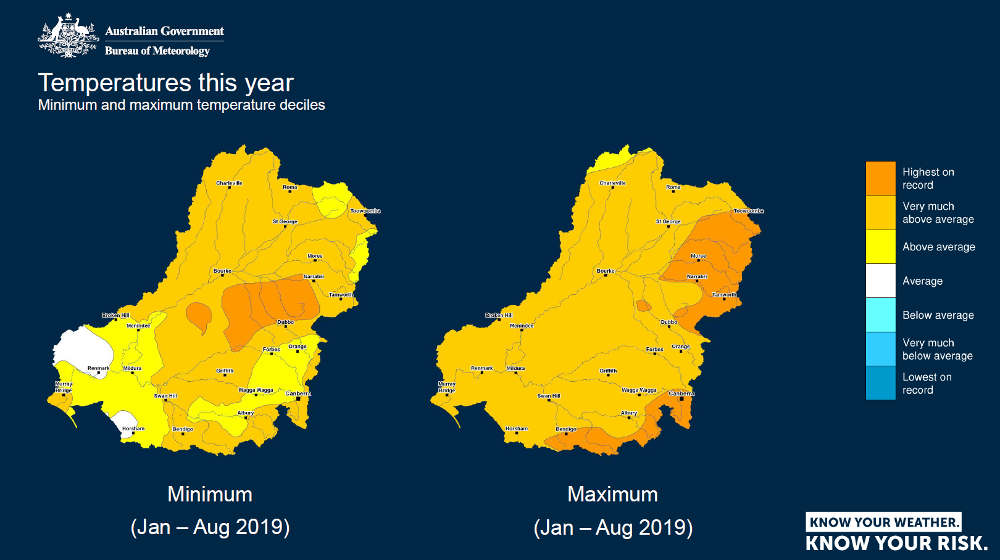 Australian Government
Bureau of Meteorology
Temperatures this year
Minimum and maximum temperature deciles
Charleville
Roma
Toowoomba
St George
Moree
Bourke
Narrabri
Tamworth
Broken Hill
Menindee
Dubbo
Forbes
Orange
Renmark
Mildura
Griffith
Murray
Bridge
Swan Hill
Wagga Wagga
Canberra
Albury
Horsham
Bendigo
Charleville
Roma
Toowoomba
St George
Moree
Bourke
Narrabri
Tamworth
Broken Hill
Menindee
Dubbo
Forbes
Orange
Renmark
Mildura
Griffith
Murray
Bridge
Swan Hill
Wagga Wagga
Canberra
Albury
Horsham
Bendigo
Highest on
record
Very much
above average
Above average
Average
Below average
Very much
below average
Lowest on
record
Minimum
(Jan – Aug 2019)
Maximum
(Jan – Aug 2019)
KNOW YOUR WEATHER.
KNOW YOUR RISK.